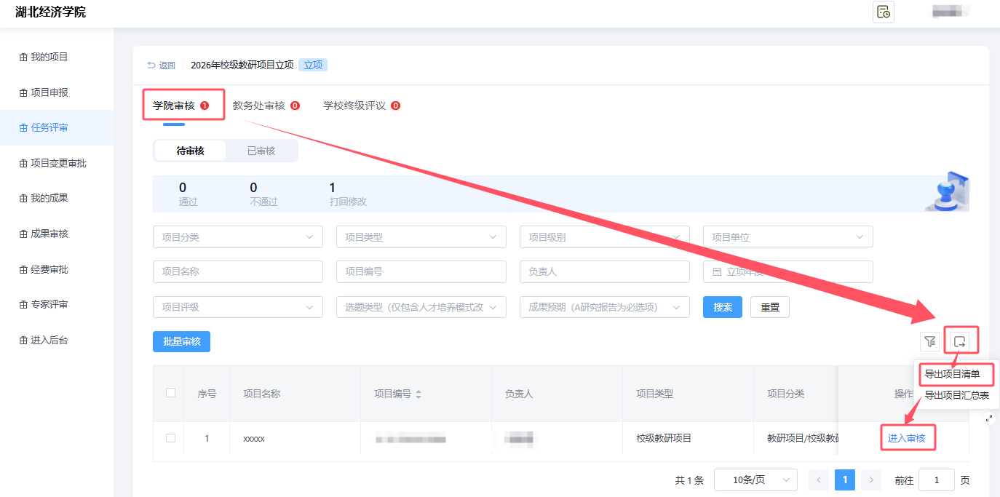 湖北经济学院
我的项目
项目申报
任务评审
项目变更审批
我的成果
成果审核
经费审批
专家评审
进入后台
返回 2026年校级教研项目立项 立项
学院审核 1 教务处审核 0 学校终级评议 0
待审核 已审核
0 0 1
通过 不通过 打回修改
项目分类 项目类型 项目级别 项目单位
项目名称 项目编号 负责人 立项年度
项目评级 选题类型（仅包含人才培养模式改 成果预期（A研究报告为必选项） 搜索 重置
批量审核
导出项目清单
导出项目汇总表
序号 项目名称 项目编号 负责人 项目类型 项目分类 操作
1 xxxxx 校级教研项目 教研项目/校级教研 进入审核
共 1 条 10条/页 1 前往 1 页